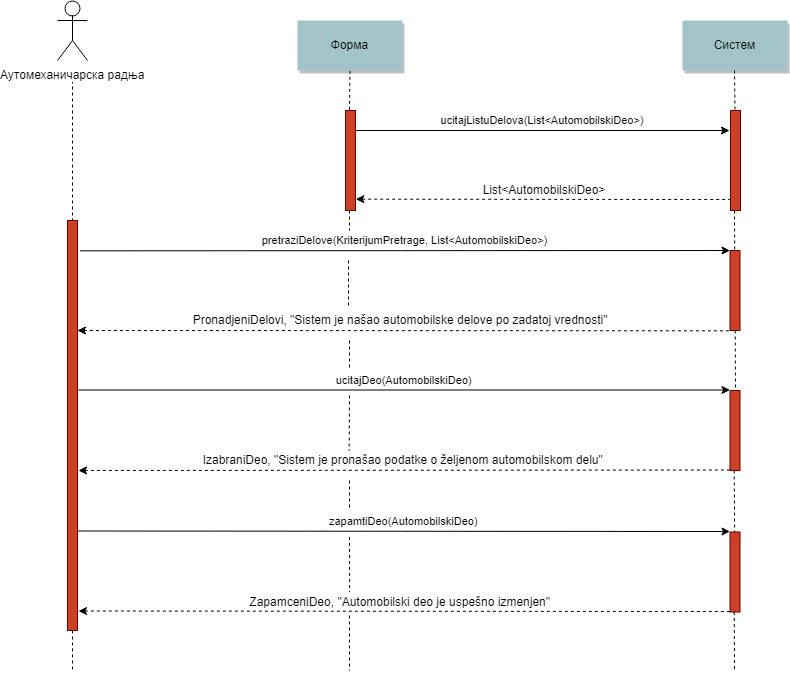 Форма
Систем
Аутомеханичарска радња
ucitajListuDelova(List<AutomobilskiDeo>)
List<AutomobilskiDeo>
pretraziDelove(KriterijumPretrage, List<AutomobilskiDeo>)
PronadjeniDelovi, "Sistem je našao automobilske delove po zadatoj vrednosti"
ucitajDeo(AutomobilskiDeo)
IzabraniDeo, "Sistem je pronašao podatke o željenom automobilskom delu"
zapamtiDeo(AutomobilskiDeo)
ZapamceniDeo, "Automobilski deo je uspešno izmenjen"